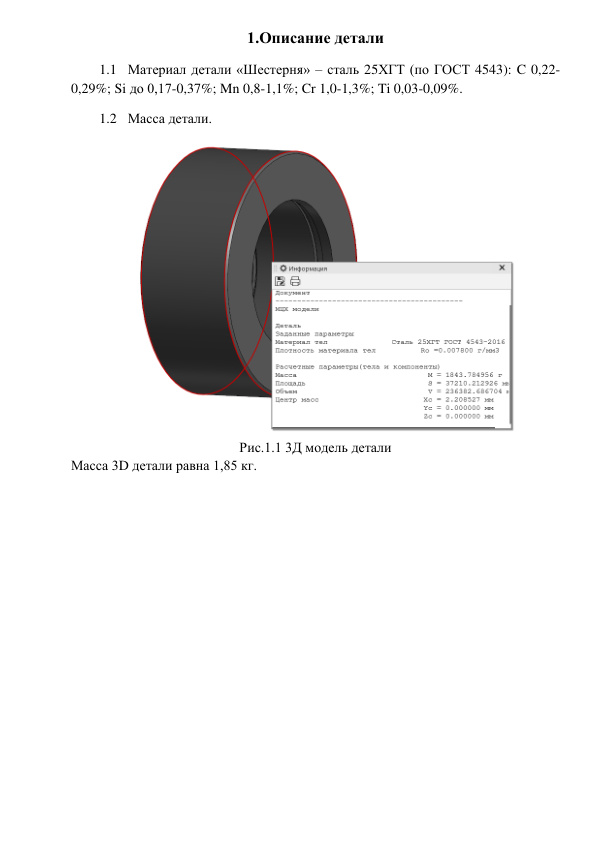 1.Описание детали
1.1 Материал детали «Шестерня» – сталь 25ХГТ (по ГОСТ 4543): C 0,22-
0,29%; Si до 0,17-0,37%; Mn 0,8-1,1%; Cr 1,0-1,3%; Ti 0,03-0,09%.
1.2 Масса детали.
Информация
Документ
МЦХ модели
Деталь
Заданные параметры
Материал тел Сталь 25ХГТ ГОСТ 4543-2016
Плотность материала тел Ro =0.007800 г/мм3
Расчетные параметры(тела и компоненты)
Масса M = 1843.784956 г
Площадь S = 37210.212926 мм
Объем V = 236382.686704
Центр масс Xc = 2.208527 мм
Yc = 0.000000 мм
Zc = 0.000000 мм
Рис.1.1 3Д модель детали
Масса 3D детали равна 1,85 кг.